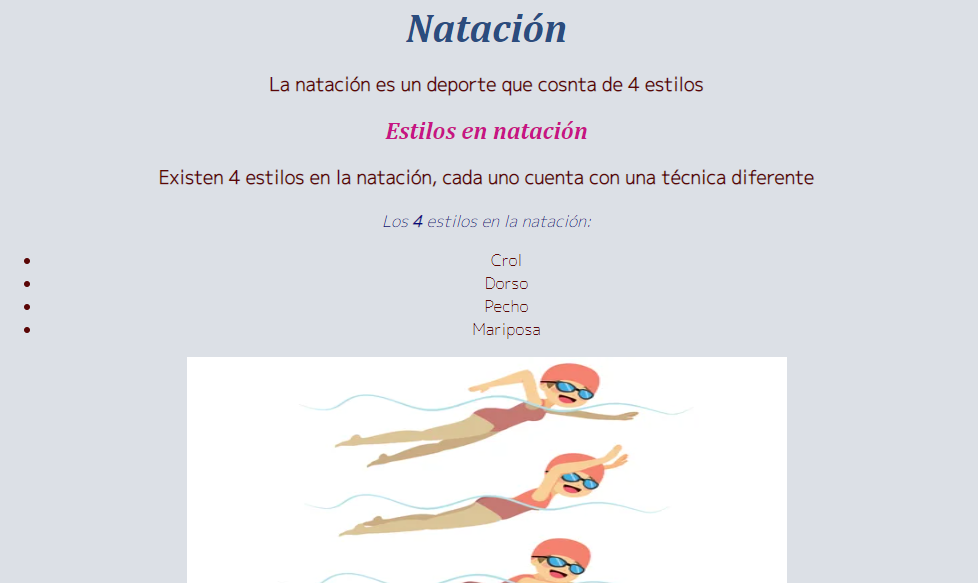 Natación
La natación es un deporte que cosnta de 4 estilos
Estilos en natación
Existen 4 estilos en la natación, cada uno cuenta con una técnica diferente
Los 4 estilos en la natación:
Crol
Dorso
Pecho
Mariposa